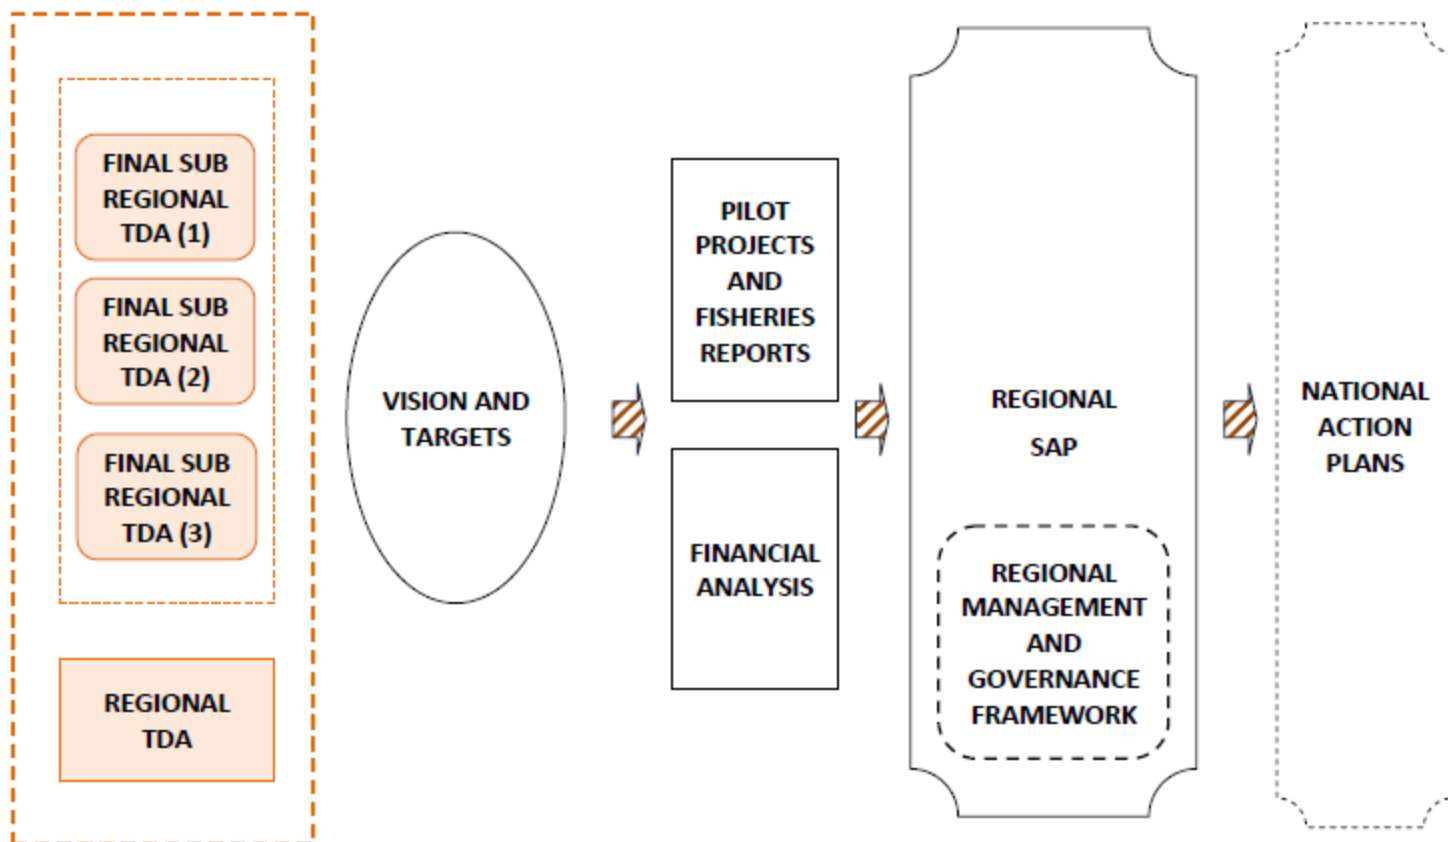 FINAL SUB
REGIONAL
TDA (1)
FINAL SUB
REGIONAL
TDA (2)
FINAL SUB
REGIONAL
TDA (3)
REGIONAL
TDA
VISION AND
TARGETS
PILOT
PROJECTS
AND
FISHERIES
REPORTS
FINANCIAL
ANALYSIS
REGIONAL
SAP
REGIONAL
MANAGEMENT
AND
GOVERNANCE
FRAMEWORK
NATIONAL
ACTION
PLANS